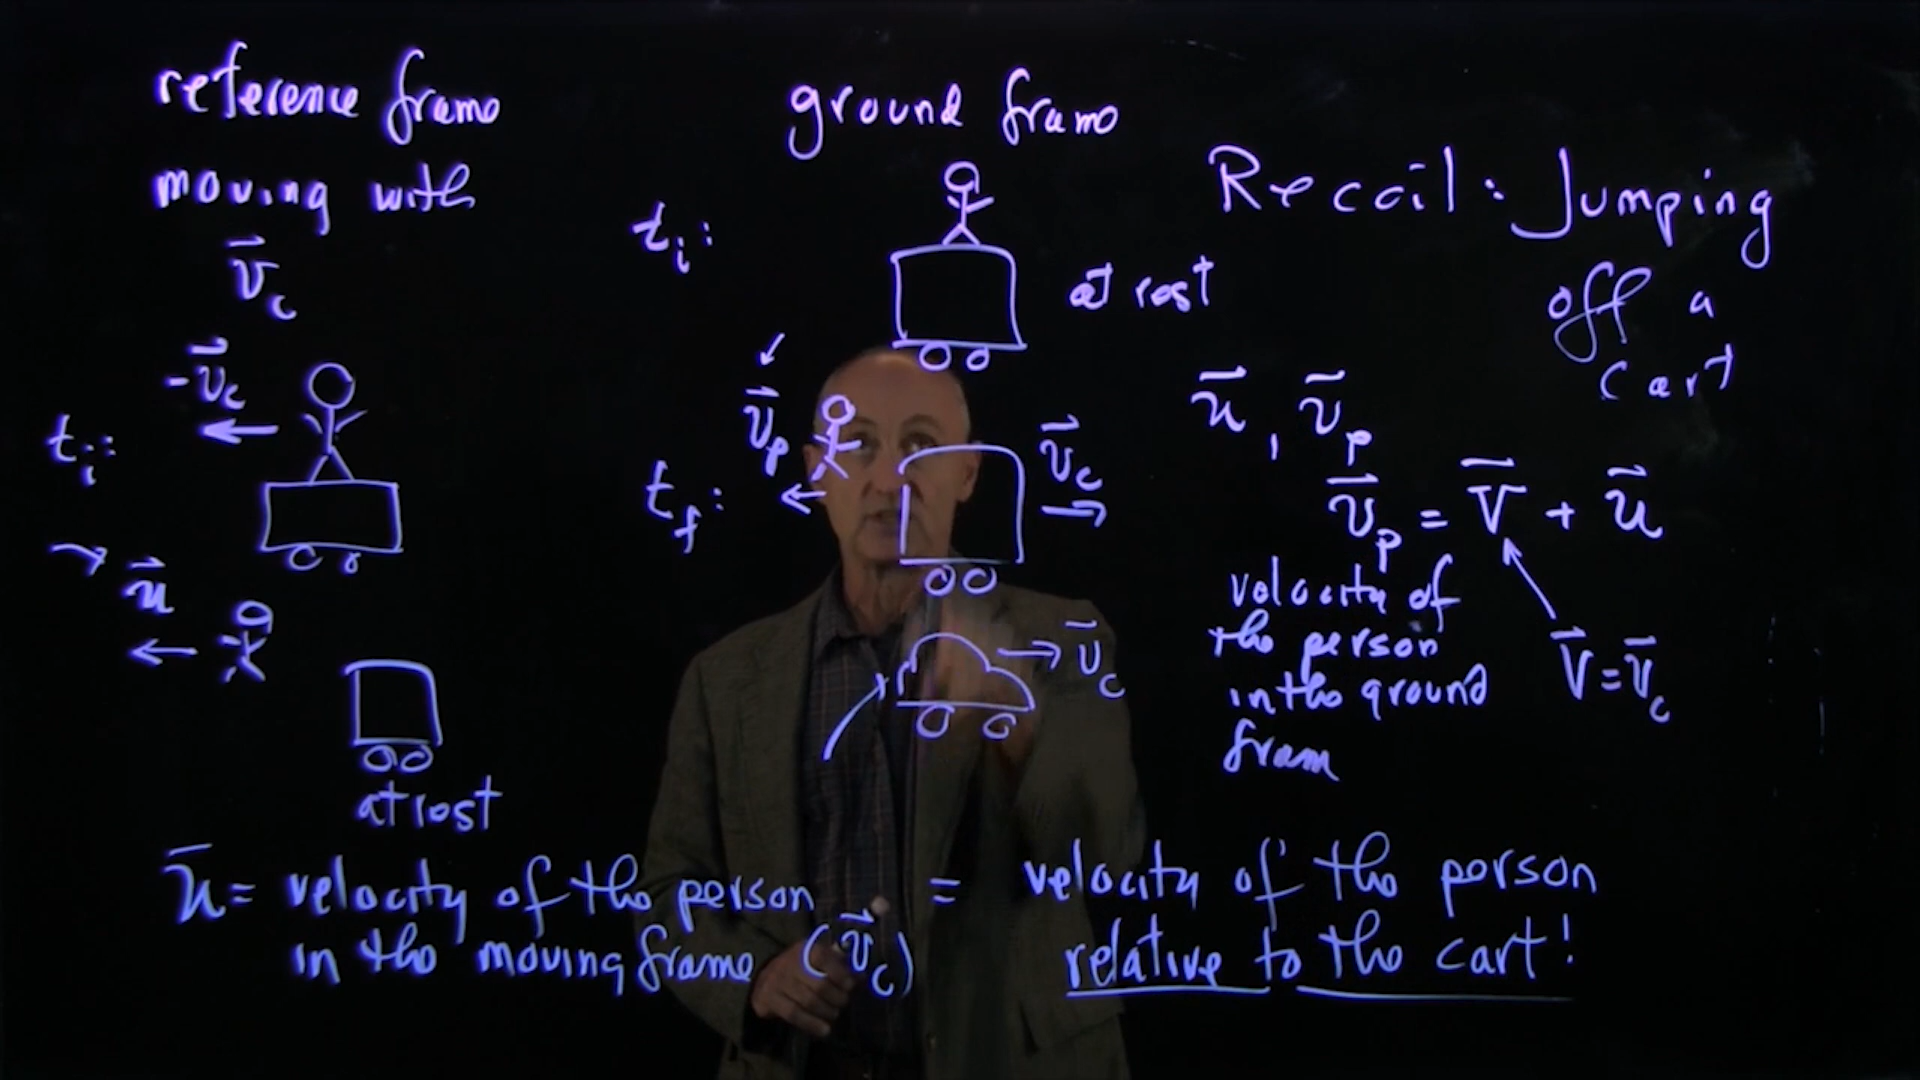 reference frame
moving with
v⃗c
-v⃗c
ti:
u⃗
at rest
ground frame
ti:
at rest
v⃗p
v⃗c
tf:
v⃗c
Recoil: Jumping
off a
cart
u⃗, v⃗p
v⃗p = V⃗ + u⃗
velocity of
the person
in the ground
fram
V⃗ = v⃗c
u⃗ = velocity of the person = velocity of the person
in the moving frame (v⃗c) relative to the cart!